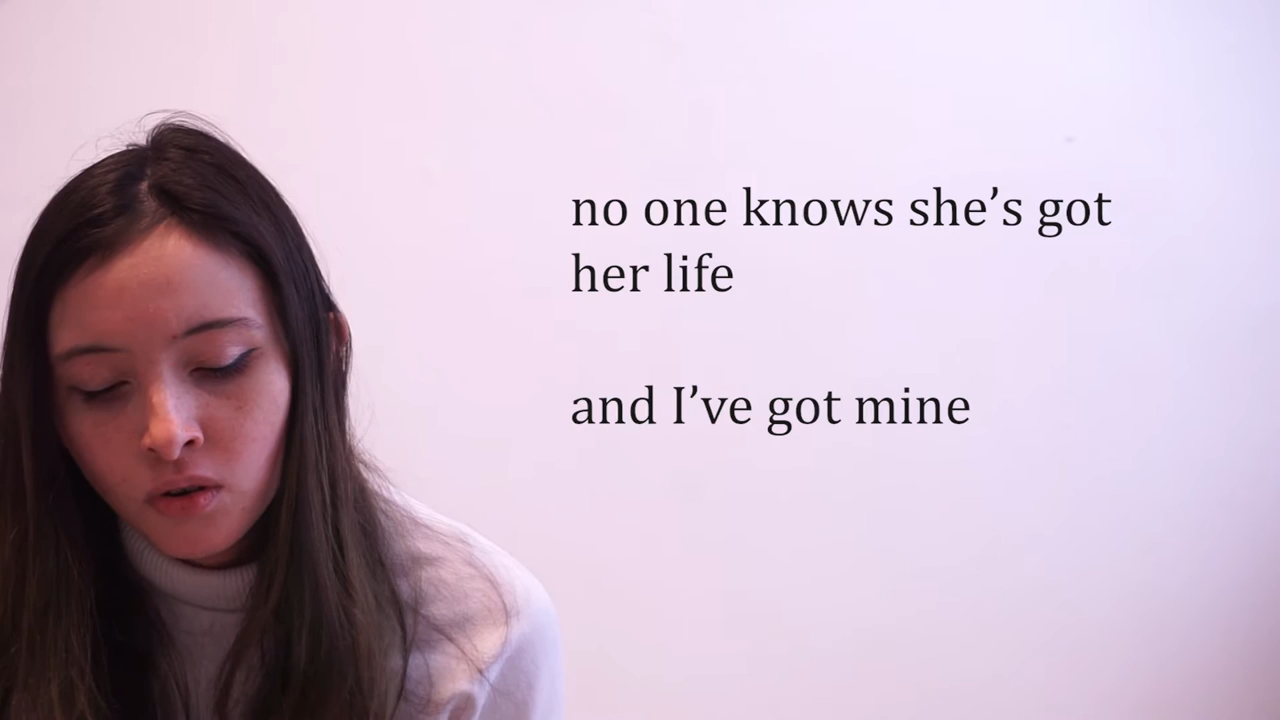 no one knows she’s got
her life
and I’ve got mine